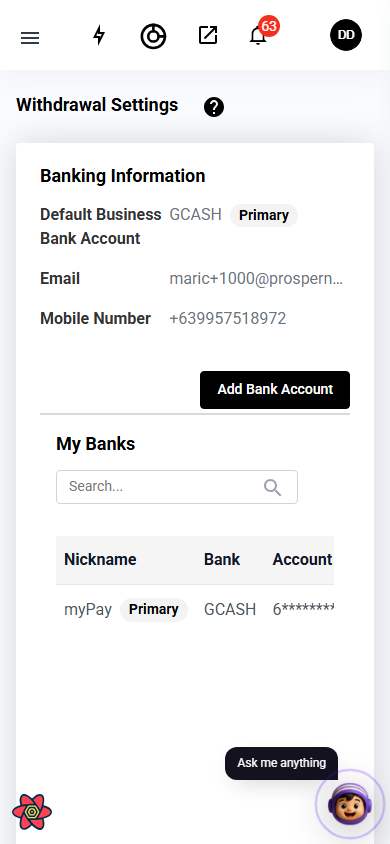 63
DD
Withdrawal Settings
Banking Information
Default Business Bank Account GCASH Primary
Email maric+1000@prospern...
Mobile Number +639957518972
Add Bank Account
My Banks
Search...
Nickname Bank Account
myPay Primary GCASH 6********
Ask me anything